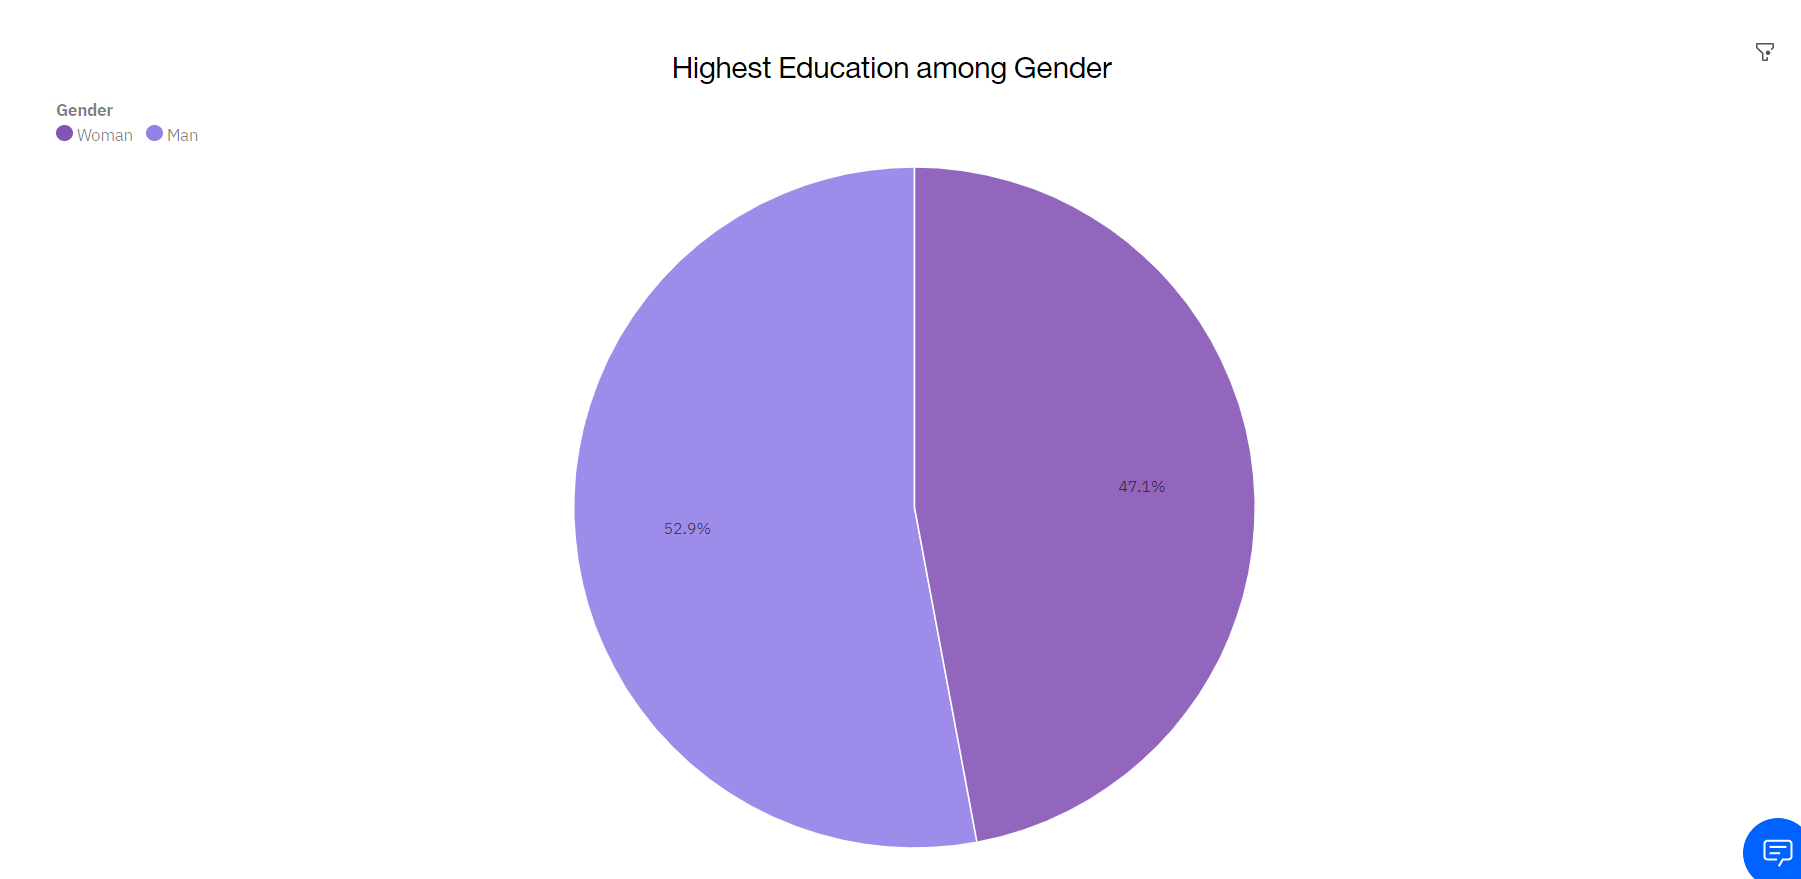 Highest Education among Gender
Gender
Woman Man
47.1%
52.9%